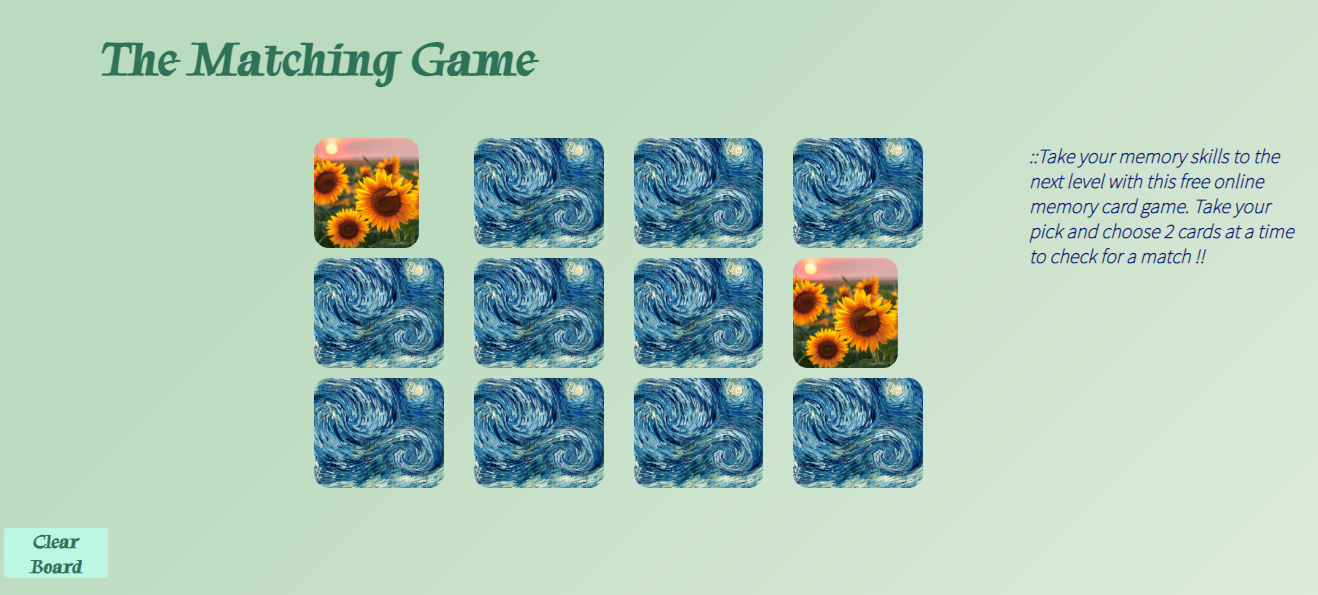 The Matching Game
::Take your memory skills to the
next level with this free online
memory card game. Take your
pick and choose 2 cards at a time
to check for a match !!
Clear
Board